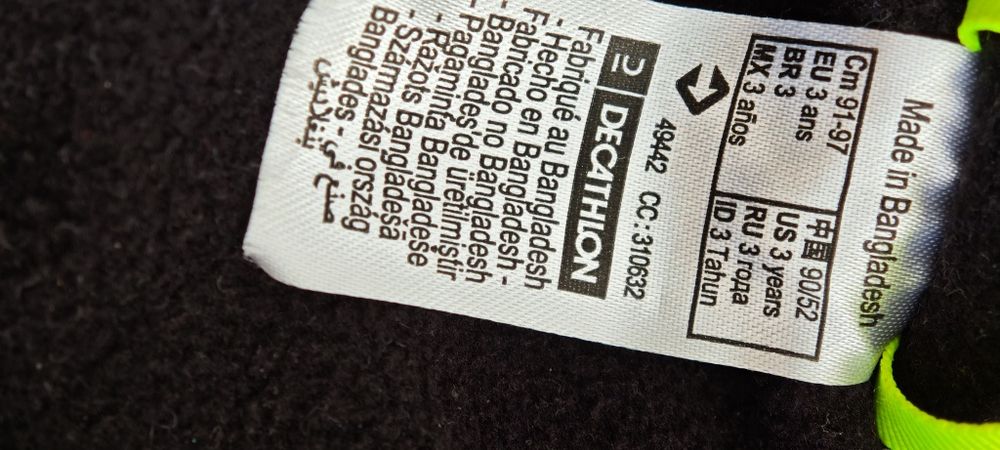 Made in Bangladesh
Cm 91-97 中国 90/52
EU 3 ans US 3 years
BR 3 RU 3 года
MX 3 años ID 3 Tahun
49442 CC:310632
DECATHLON
Fabriqué au Bangladesh
- Hecho en Bangladesh -
Fabricado no Bangladesh
- Bangladeş'de üretilmiştir
- Pagaminta Bangladeše
- Ražots Bangladešā
- Származási ország
Banglades - صنع في
بنغلاديش